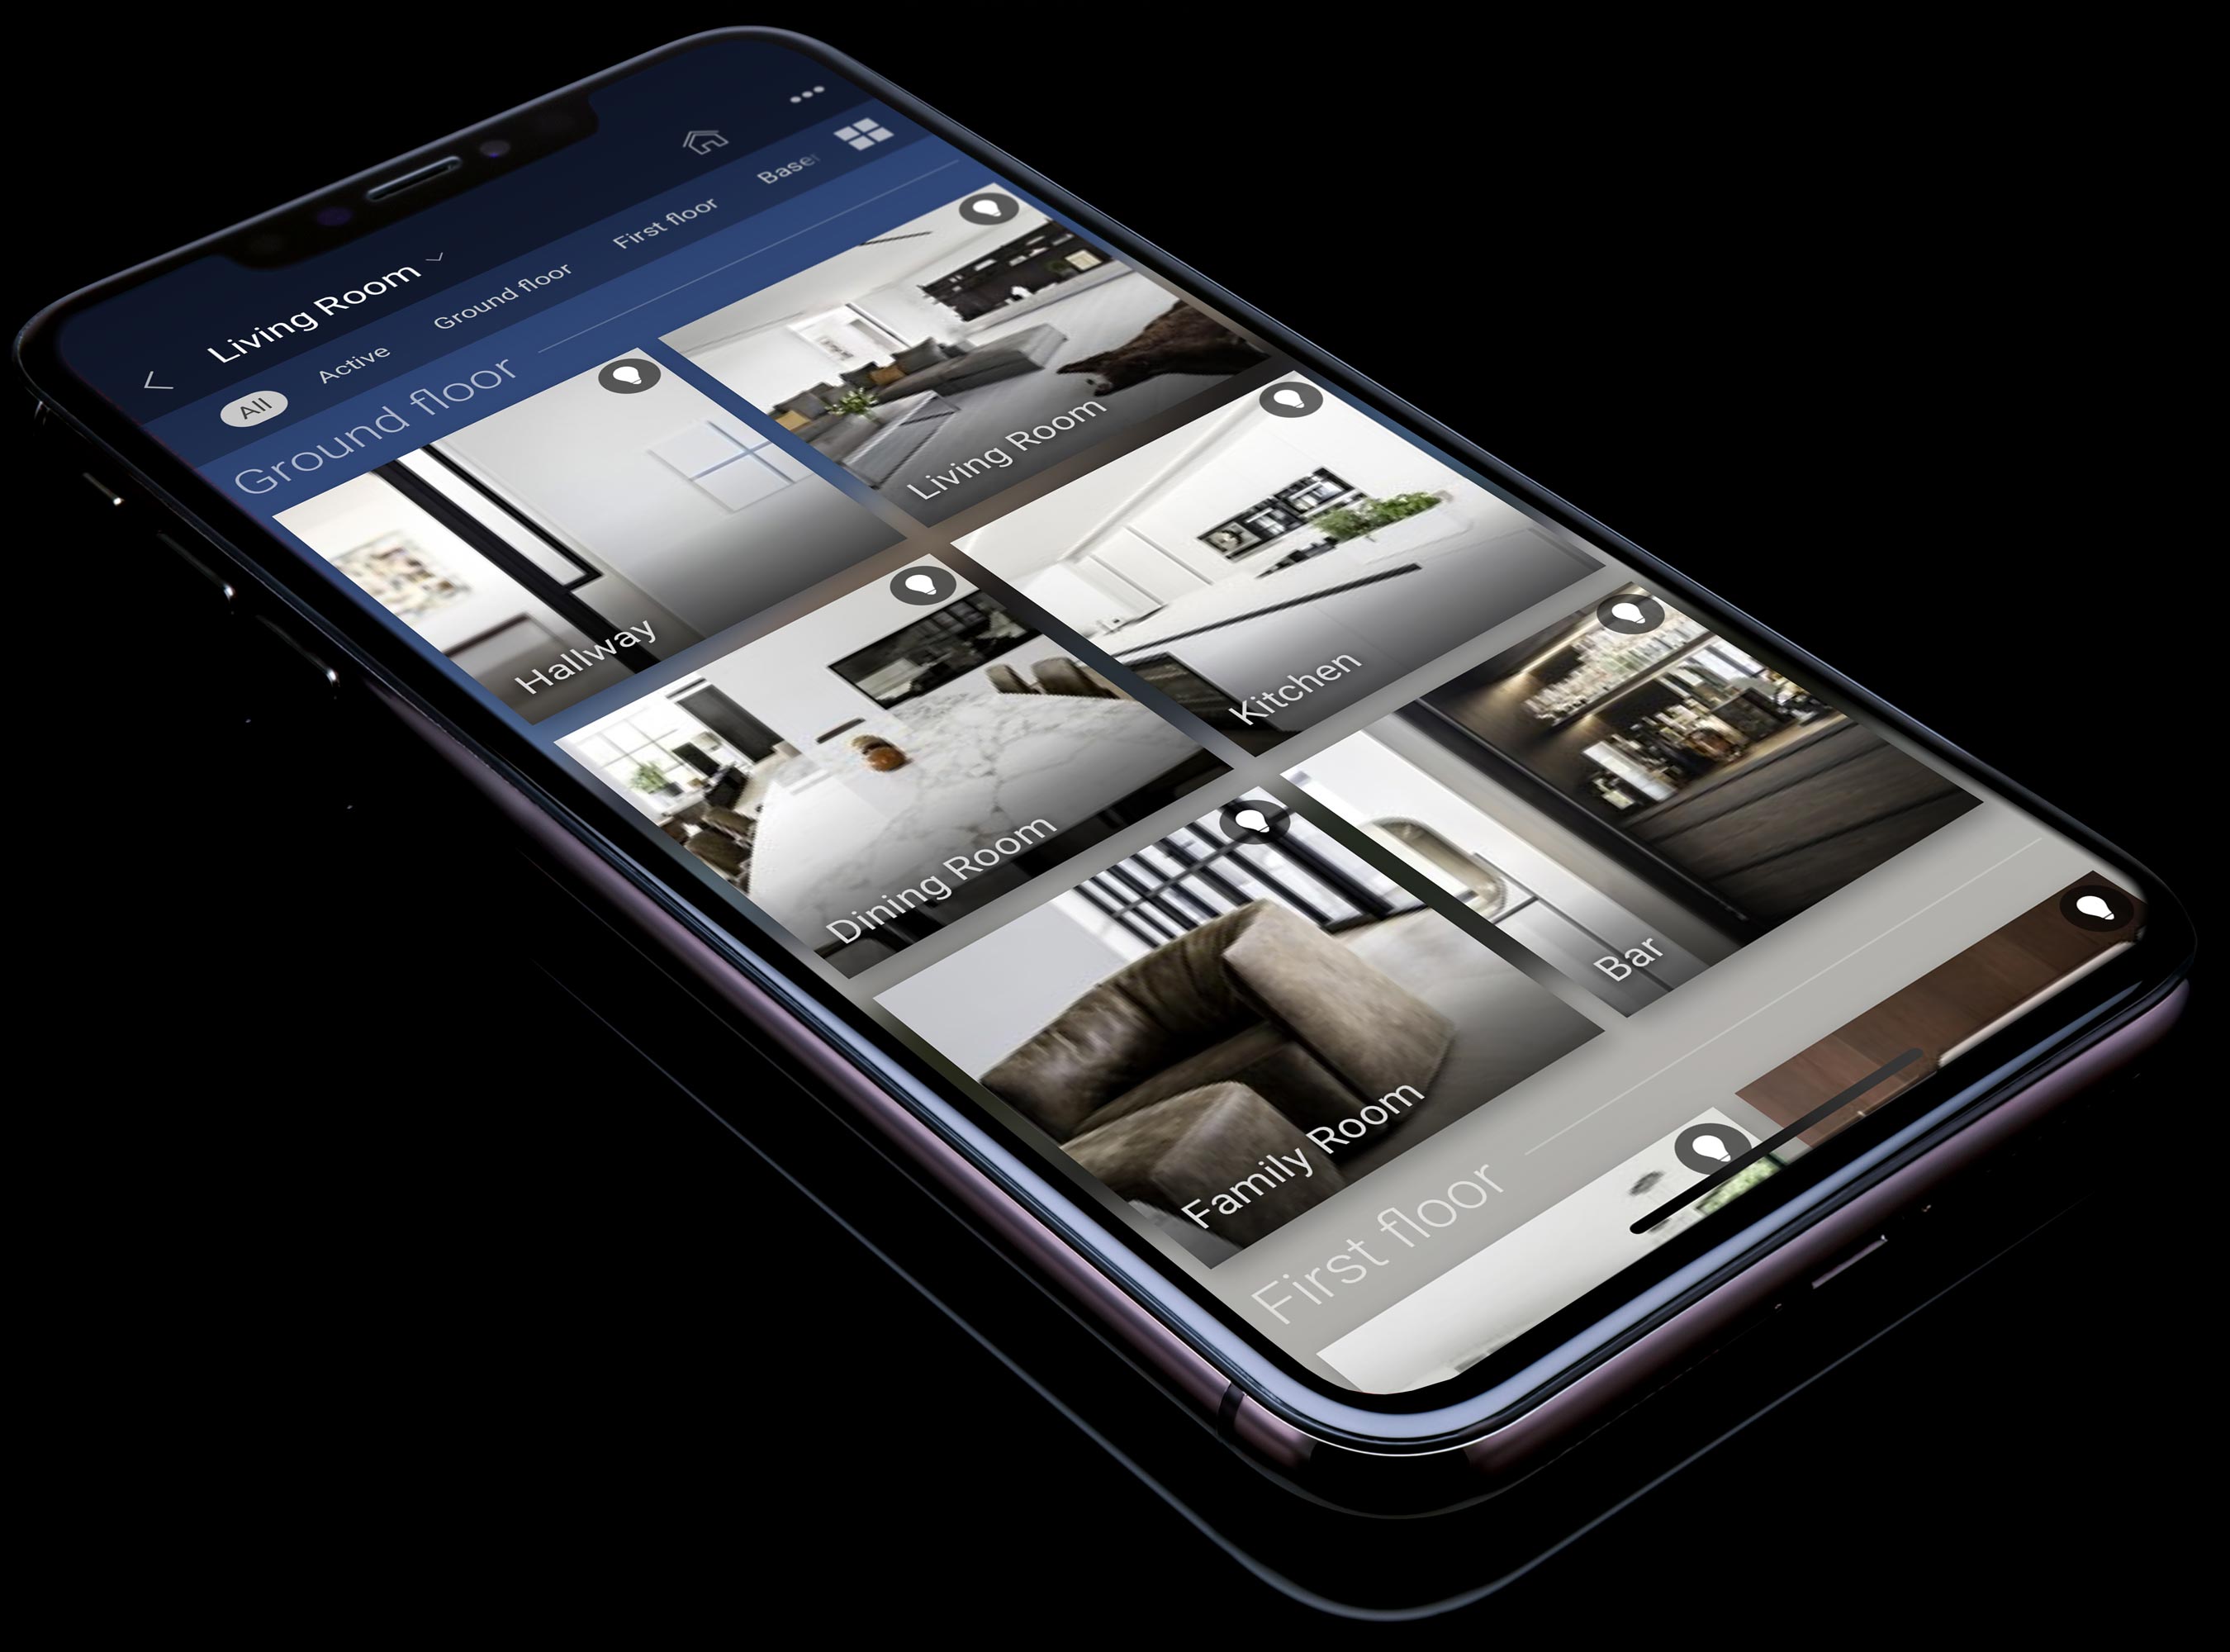 Living Room
All Active Ground floor First floor Base
Ground floor
Hallway
Living Room
Dining Room
Kitchen
Family Room
Bar
First floor